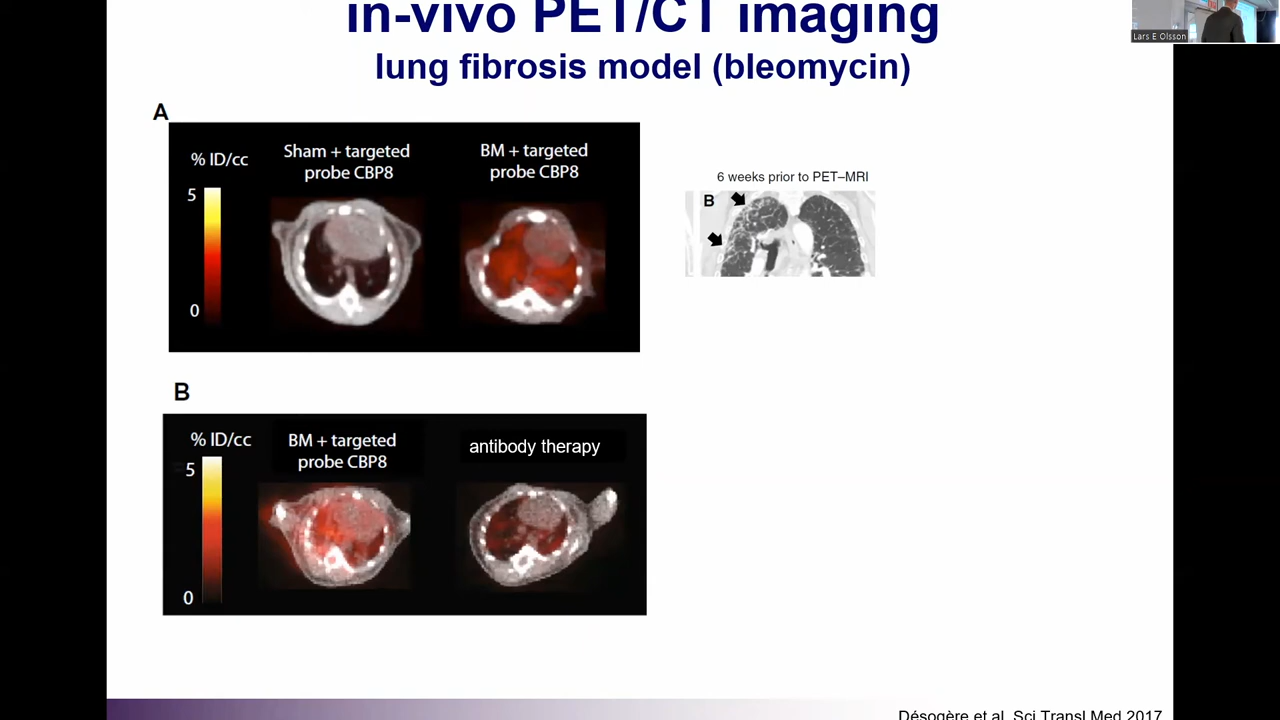 in-vivo PET/CT imaging
lung fibrosis model (bleomycin)
Lars E Olsson
A
% ID/cc
5
0
Sham + targeted
probe CBP8
BM + targeted
probe CBP8
6 weeks prior to PET–MRI
B
B
% ID/cc
5
0
BM + targeted
probe CBP8
antibody therapy
Désogère et al, Sci Transl Med 2017